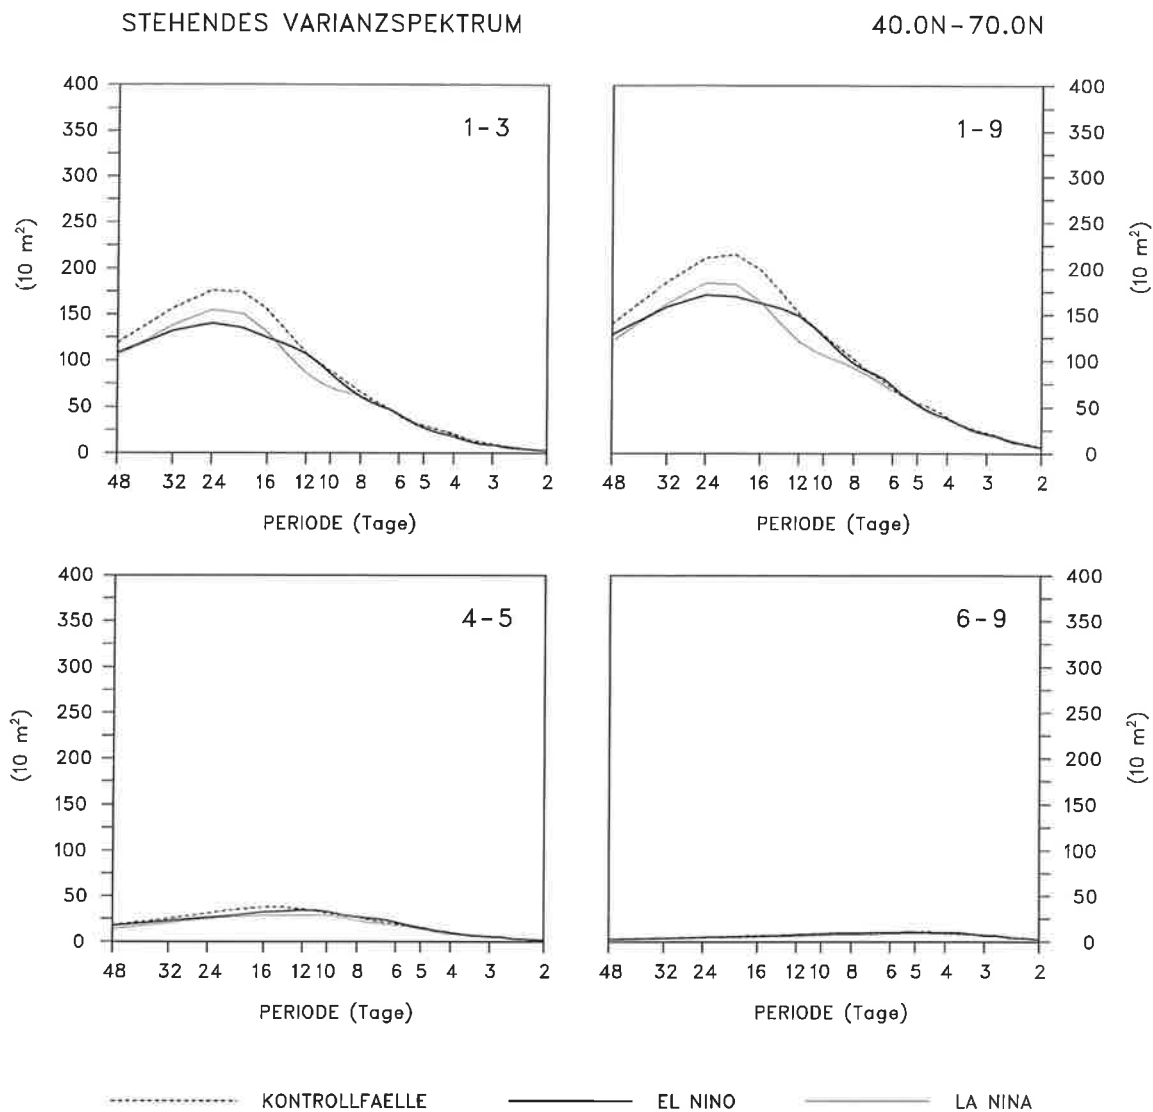 STEHENDES VARIANZSPEKTRUM 40.0N-70.0N
1-3
400
350
300
250
200
150
100
50
0
(10 m²)
48 32 24 16 12 10 8 6 5 4 3 2
PERIODE (Tage)
1-9
400
350
300
250
200
150
100
50
0
(10 m²)
48 32 24 16 12 10 8 6 5 4 3 2
PERIODE (Tage)
4-5
400
350
300
250
200
150
100
50
0
(10 m²)
48 32 24 16 12 10 8 6 5 4 3 2
PERIODE (Tage)
6-9
400
350
300
250
200
150
100
50
0
(10 m²)
48 32 24 16 12 10 8 6 5 4 3 2
PERIODE (Tage)
KONTROLLFAELLE EL NINO LA NINA